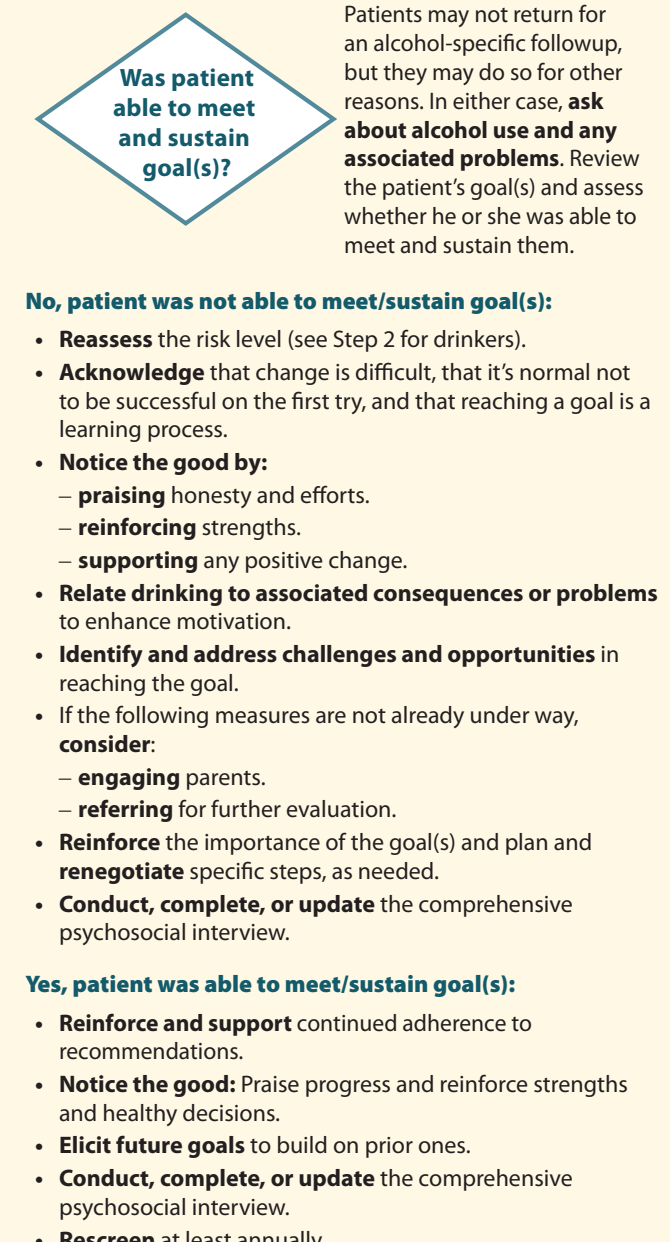 Was patient
able to meet
and sustain
goal(s)?
Patients may not return for
an alcohol-specific followup,
but they may do so for other
reasons. In either case, ask
about alcohol use and any
associated problems. Review
the patient's goal(s) and assess
whether he or she was able to
meet and sustain them.
No, patient was not able to meet/sustain goal(s):
• Reassess the risk level (see Step 2 for drinkers).
• Acknowledge that change is difficult, that it's normal not
to be successful on the first try, and that reaching a goal is a
learning process.
• Notice the good by:
– praising honesty and efforts.
– reinforcing strengths.
– supporting any positive change.
• Relate drinking to associated consequences or problems
to enhance motivation.
• Identify and address challenges and opportunities in
reaching the goal.
• If the following measures are not already under way,
consider:
– engaging parents.
– referring for further evaluation.
• Reinforce the importance of the goal(s) and plan and
renegotiate specific steps, as needed.
• Conduct, complete, or update the comprehensive
psychosocial interview.
Yes, patient was able to meet/sustain goal(s):
• Reinforce and support continued adherence to
recommendations.
• Notice the good: Praise progress and reinforce strengths
and healthy decisions.
• Elicit future goals to build on prior ones.
• Conduct, complete, or update the comprehensive
psychosocial interview.
• Rescreen at least annually.